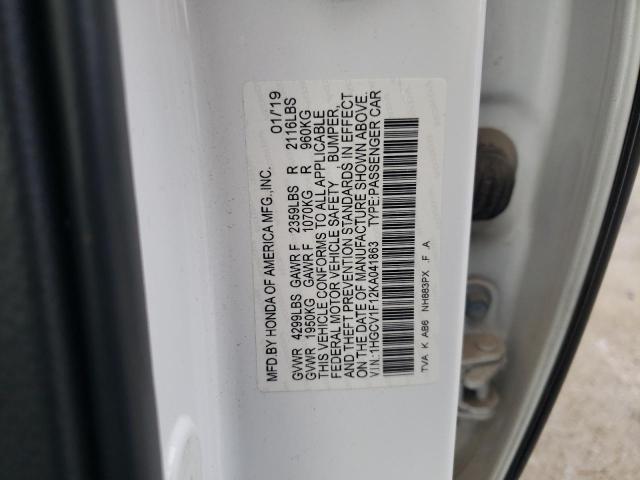 MFD.BY HONDA OF AMERICA MFG.,INC. 01/19
GVWR 4299LBS GAWR F 2359LBS R 2116LBS
GVWR 1950KG GAWR F 1070KG R 960KG
THIS VEHICLE CONFORMS TO ALL APPLICABLE
FEDERAL MOTOR VEHICLE SAFETY , BUMPER,
AND THEFT PREVENTION STANDARDS IN EFFECT
ON THE DATE OF MANUFACTURE SHOWN ABOVE.
V.I.N.:1HGCV1F12KA041863 TYPE:PASSENGER CAR
TVA K AB6 NH883PX .F .A